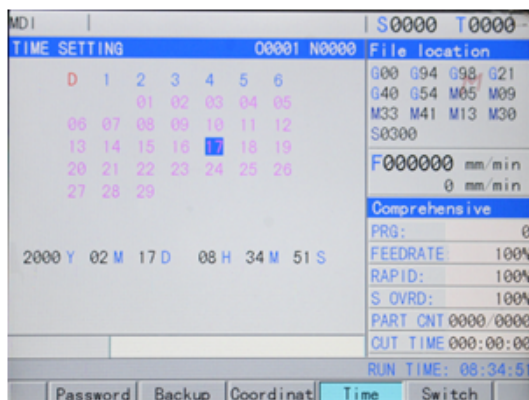 MDI
S0000 T0000
TIME SETTING O0001 N0000
D 1 2 3 4 5 6
01 02 03 04 05
06 07 08 09 10 11 12
13 14 15 16 17 18 19
20 21 22 23 24 25 26
27 28 29
2000 Y 02 M 17 D 08 H 34 M 51 S
File location
G00 G94 G98 G21
G40 G54 M05 M09
M33 M41 M13 M30
S0300
F000000 mm/min
0 mm/min
Comprehensive
PRG: 0
FEEDRATE: 100%
RAPID: 100%
S OVRD: 100%
PART CNT 0000/0000
CUT TIME 000:00:00
RUN TIME: 08:34:51
Password Backup Coordinat Time Switch